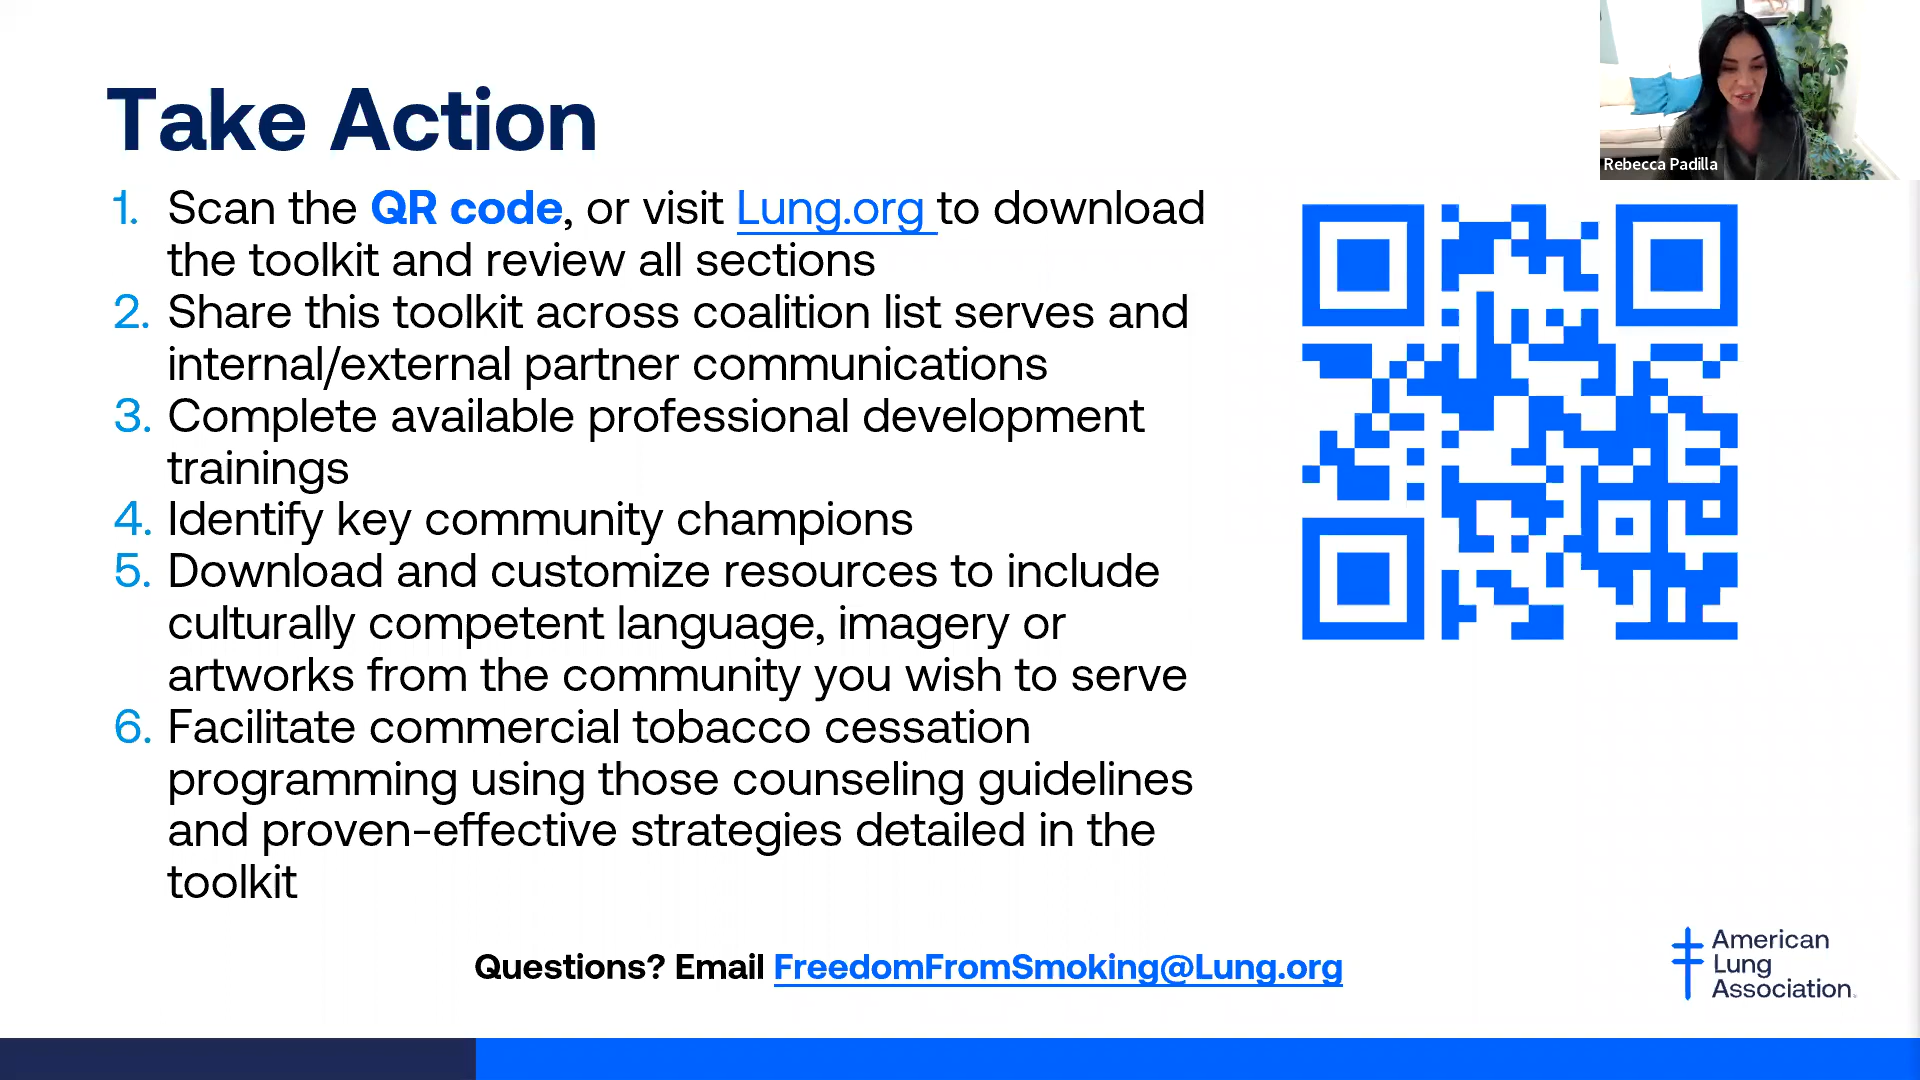 Take Action
1. Scan the QR code, or visit Lung.org to download
the toolkit and review all sections
2. Share this toolkit across coalition list serves and
internal/external partner communications
3. Complete available professional development
trainings
4. Identify key community champions
5. Download and customize resources to include
culturally competent language, imagery or
artworks from the community you wish to serve
6. Facilitate commercial tobacco cessation
programming using those counseling guidelines
and proven-effective strategies detailed in the
toolkit
Questions? Email FreedomFromSmoking@Lung.org
Rebecca Padilla
American
Lung
Association.